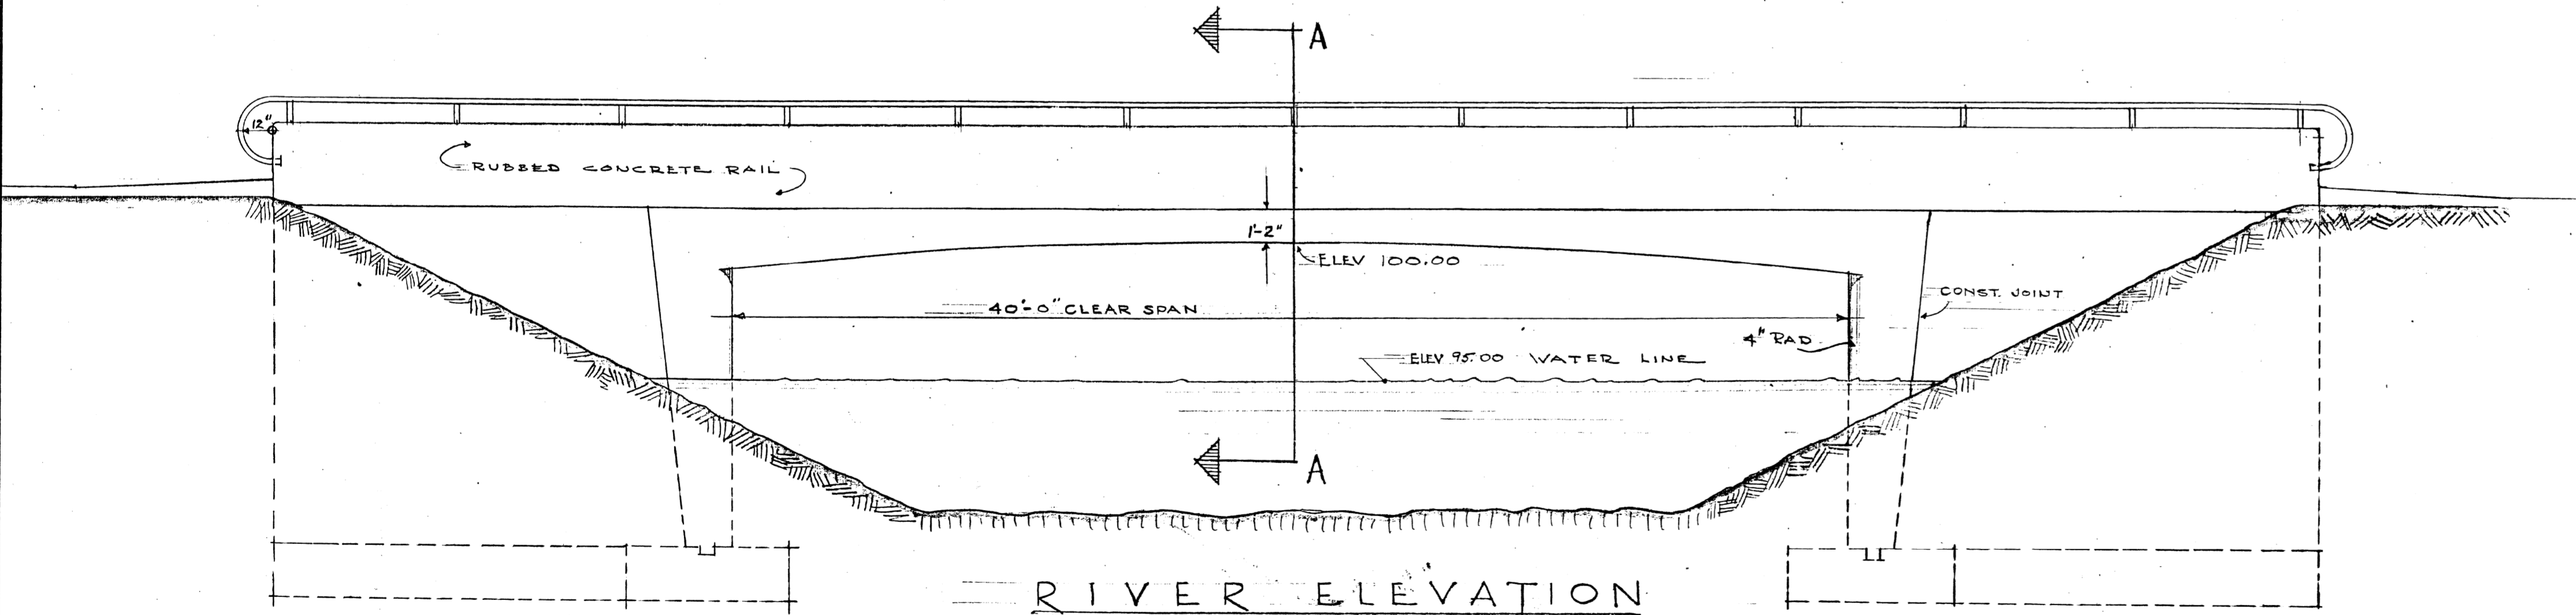 A
12"
RUBBED CONCRETE RAIL
1'-2"
ELEV 100.00
40'-0" CLEAR SPAN
CONST. JOINT
4" RAD.
ELEV 95.00 WATER LINE
A
RIVER ELEVATION